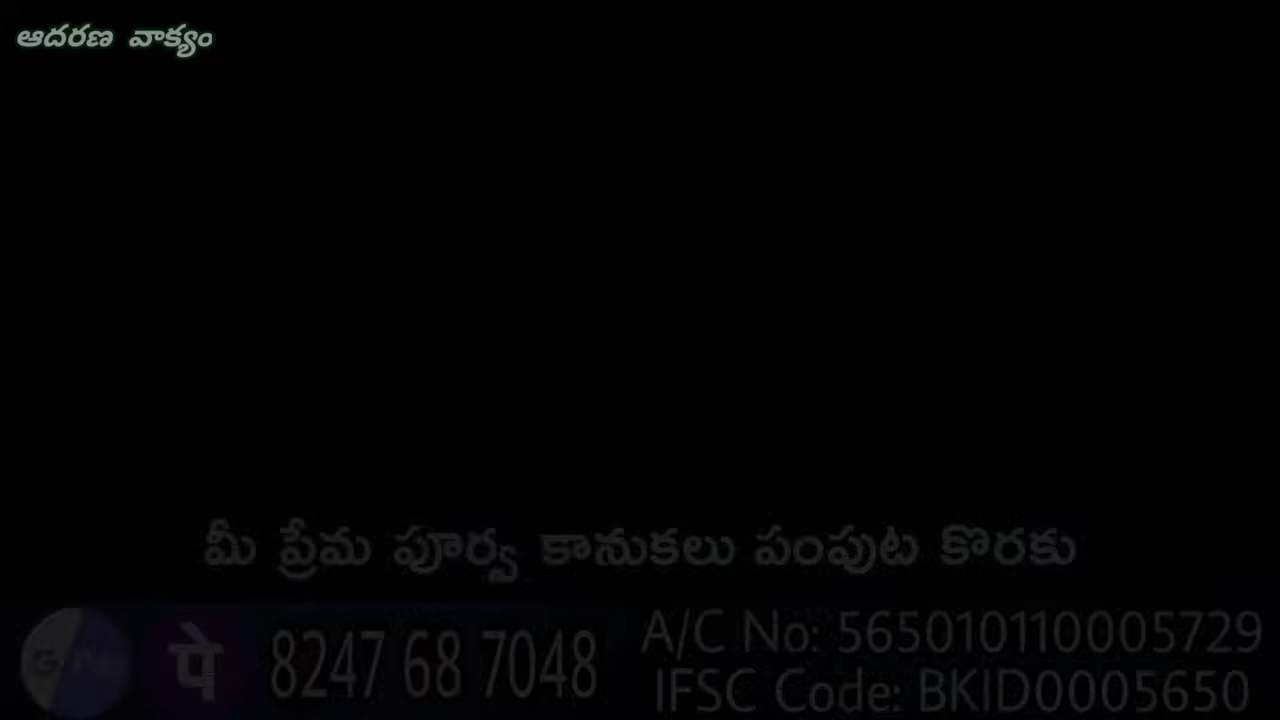 ఆదరణ వాక్యం
మీ ప్రేమ పూర్వ కానుకలు పంపుట కొరకు
पे 8247 68 7048
A/C No: 565010110005729
IFSC Code: BKID0005650